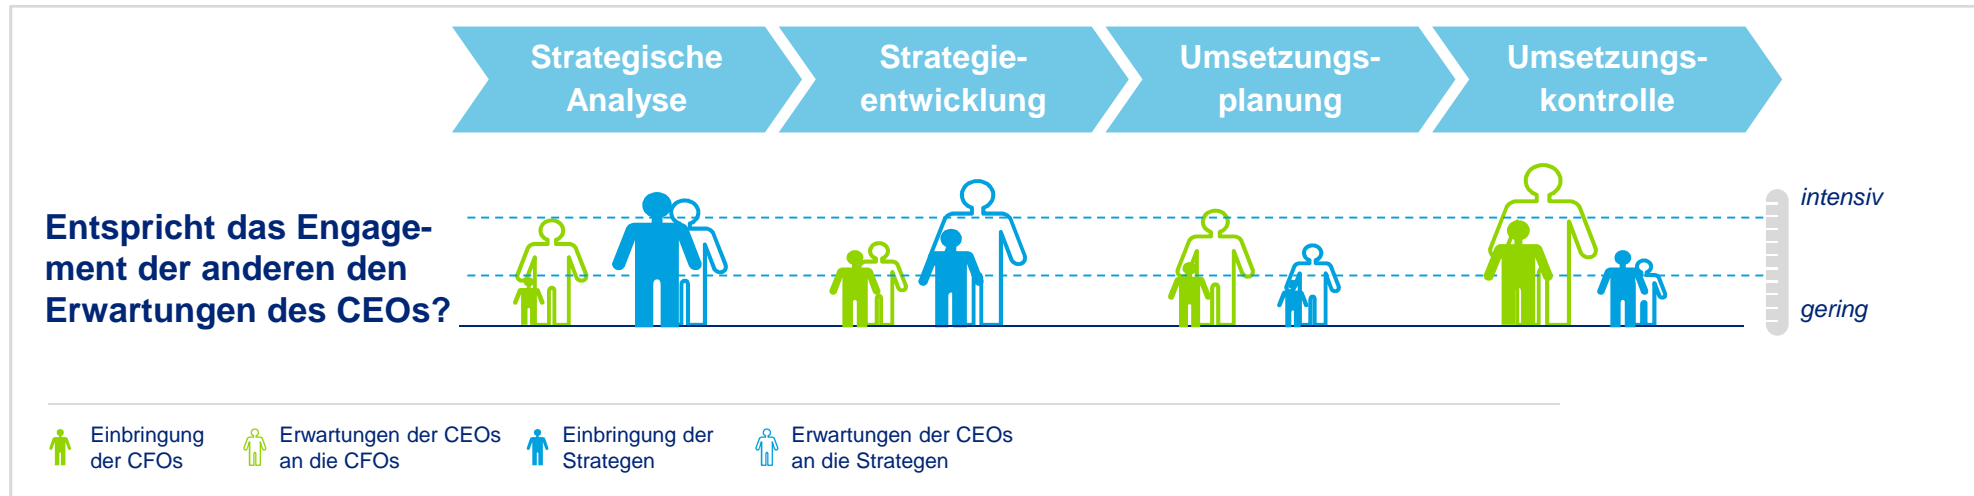 Strategische
Analyse
Strategie-
entwicklung
Umsetzungs-
planung
Umsetzungs-
kontrolle
Entspricht das Engage-
ment der anderen den
Erwartungen des CEOs?
intensiv
gering
Einbringung
der CFOs
Erwartungen der CEOs
an die CFOs
Einbringung der
Strategen
Erwartungen der CEOs
an die Strategen